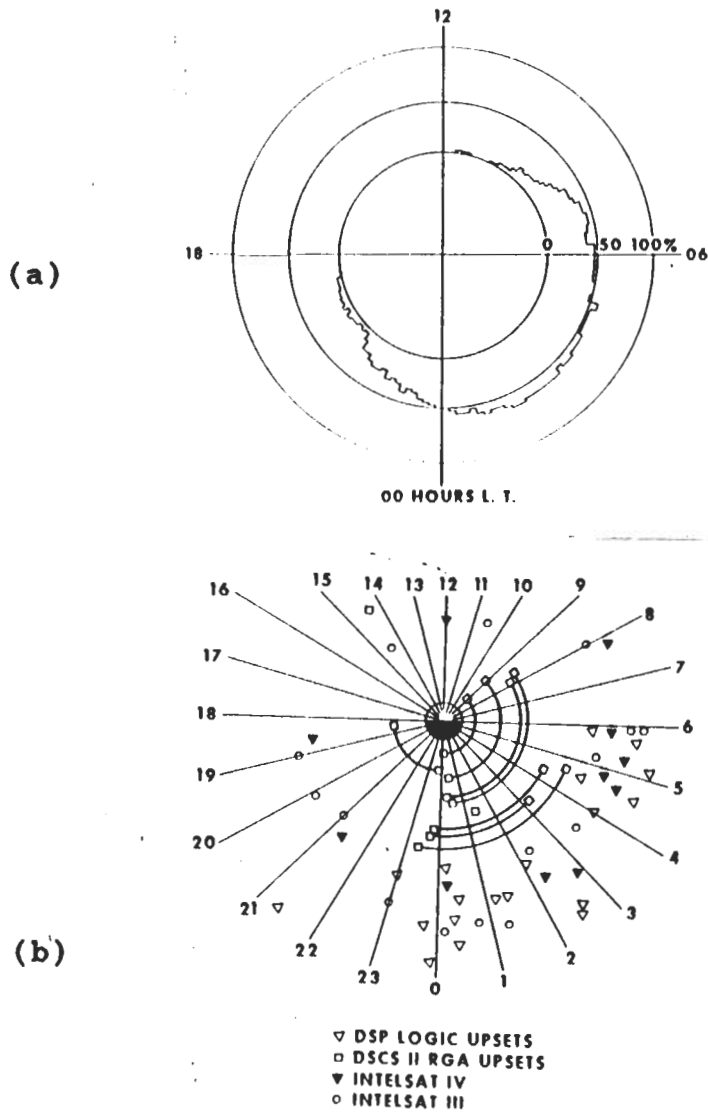 12
(a)
18
0 50 100% 06
00 HOURS L. T.
16 15 14 13 12 11 10 9
8
17
7
18
6
19
5
20
4
21
3
(b)
22
2
23 0 1
▽ DSP LOGIC UPSETS
□ DSCS II RGA UPSETS
▼ INTELSAT IV
○ INTELSAT III